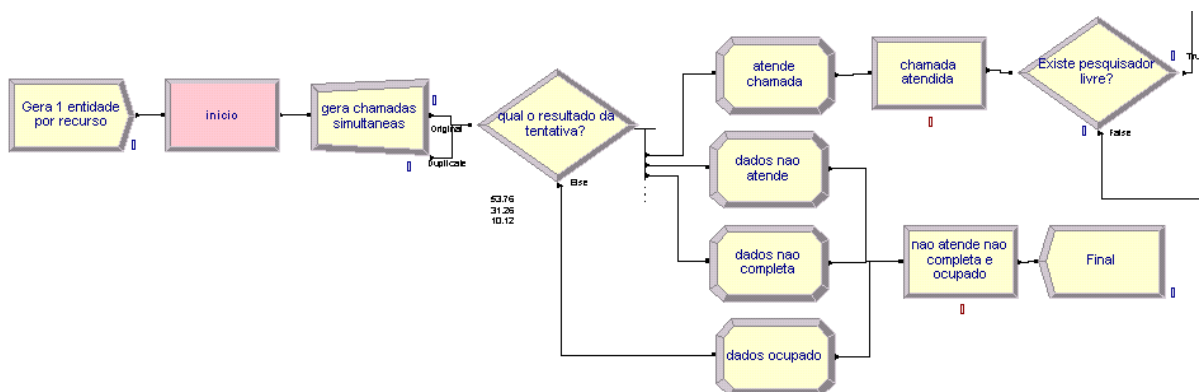 Gera 1 entidade
por recurso
inicio
gera chamadas
simultaneas
Original
Duplicate
qual o resultado da
tentativa?
Else
53.76
31.26
10.12
atende
chamada
chamada
atendida
Existe pesquisador
livre?
Tru
False
dados nao
atende
dados nao
completa
dados ocupado
nao atende nao
completa e
ocupado
Final